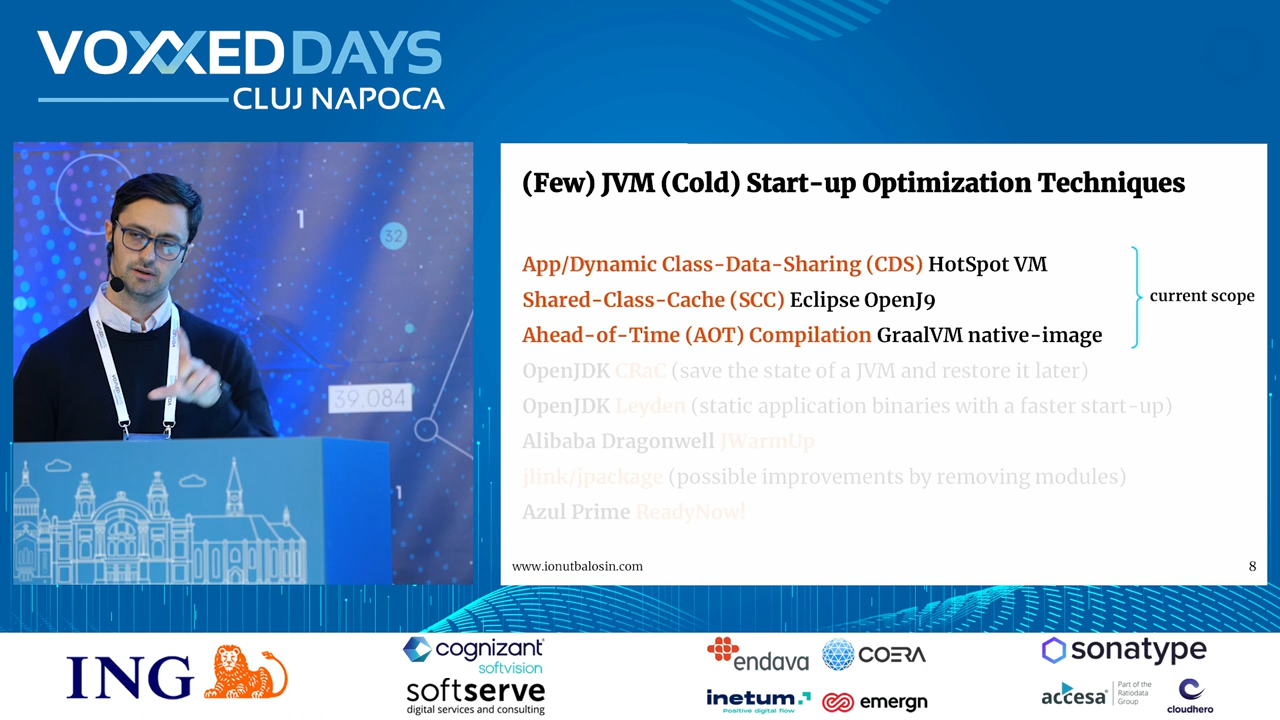 VOXXEDDAYS
CLUJ NAPOCA
1
32
39.084
1
(Few) JVM (Cold) Start-up Optimization Techniques
App/Dynamic Class-Data-Sharing (CDS) HotSpot VM
Shared-Class-Cache (SCC) Eclipse OpenJ9
Ahead-of-Time (AOT) Compilation GraalVM native-image
current scope
OpenJDK CRaC (save the state of a JVM and restore it later)
OpenJDK Leyden (static application binaries with a faster start-up)
Alibaba Dragonwell JWarmUp
jlink/jpackage (possible improvements by removing modules)
Azul Prime ReadyNow!
www.ionutbalosin.com
8
ING
cognizant
softvision
softserve
digital services and consulting
endava
COERA
inetum.
Positive digital flow
emergn
sonatype
accesa
Part of the
Ratiodata
Group
cloudhero